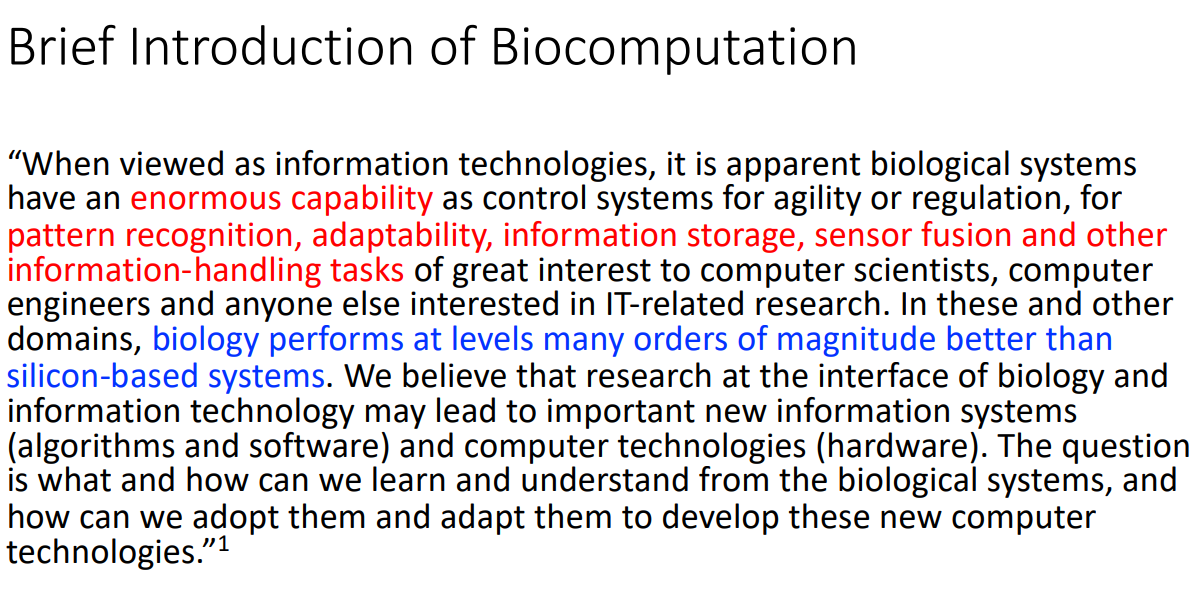 Brief Introduction of Biocomputation
“When viewed as information technologies, it is apparent biological systems
have an enormous capability as control systems for agility or regulation, for
pattern recognition, adaptability, information storage, sensor fusion and other
information-handling tasks of great interest to computer scientists, computer
engineers and anyone else interested in IT-related research. In these and other
domains, biology performs at levels many orders of magnitude better than
silicon-based systems. We believe that research at the interface of biology and
information technology may lead to important new information systems
(algorithms and software) and computer technologies (hardware). The question
is what and how can we learn and understand from the biological systems, and
how can we adopt them and adapt them to develop these new computer
technologies.”¹